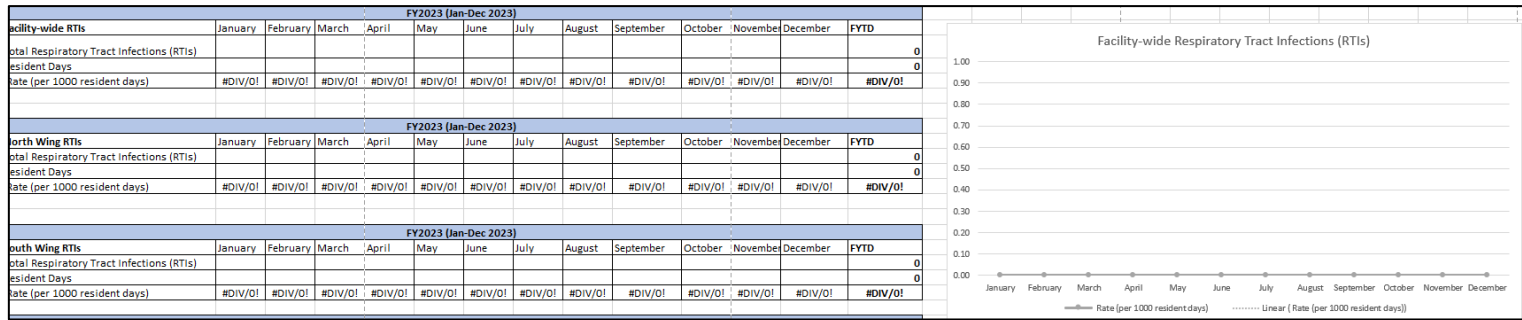 FY2023 (Jan-Dec 2023)
acility-wide RTIs January February March April May June July August September October November December FYTD
otal Respiratory Tract Infections (RTIs) 0
esident Days 0
Rate (per 1000 resident days) #DIV/0! #DIV/0! #DIV/0! #DIV/0! #DIV/0! #DIV/0! #DIV/0! #DIV/0! #DIV/0! #DIV/0! #DIV/0! #DIV/0! #DIV/0!
FY2023 (Jan-Dec 2023)
North Wing RTIs January February March April May June July August September October November December FYTD
otal Respiratory Tract Infections (RTIs) 0
esident Days 0
Rate (per 1000 resident days) #DIV/0! #DIV/0! #DIV/0! #DIV/0! #DIV/0! #DIV/0! #DIV/0! #DIV/0! #DIV/0! #DIV/0! #DIV/0! #DIV/0! #DIV/0!
FY2023 (Jan-Dec 2023)
outh Wing RTIs January February March April May June July August September October November December FYTD
otal Respiratory Tract Infections (RTIs) 0
esident Days 0
Rate (per 1000 resident days) #DIV/0! #DIV/0! #DIV/0! #DIV/0! #DIV/0! #DIV/0! #DIV/0! #DIV/0! #DIV/0! #DIV/0! #DIV/0! #DIV/0! #DIV/0!
Facility-wide Respiratory Tract Infections (RTIs)
1.00
0.90
0.80
0.70
0.60
0.50
0.40
0.30
0.20
0.10
0.00
January February March April May June July August September October November December
Rate (per 1000 resident days) Linear ( Rate (per 1000 resident days))